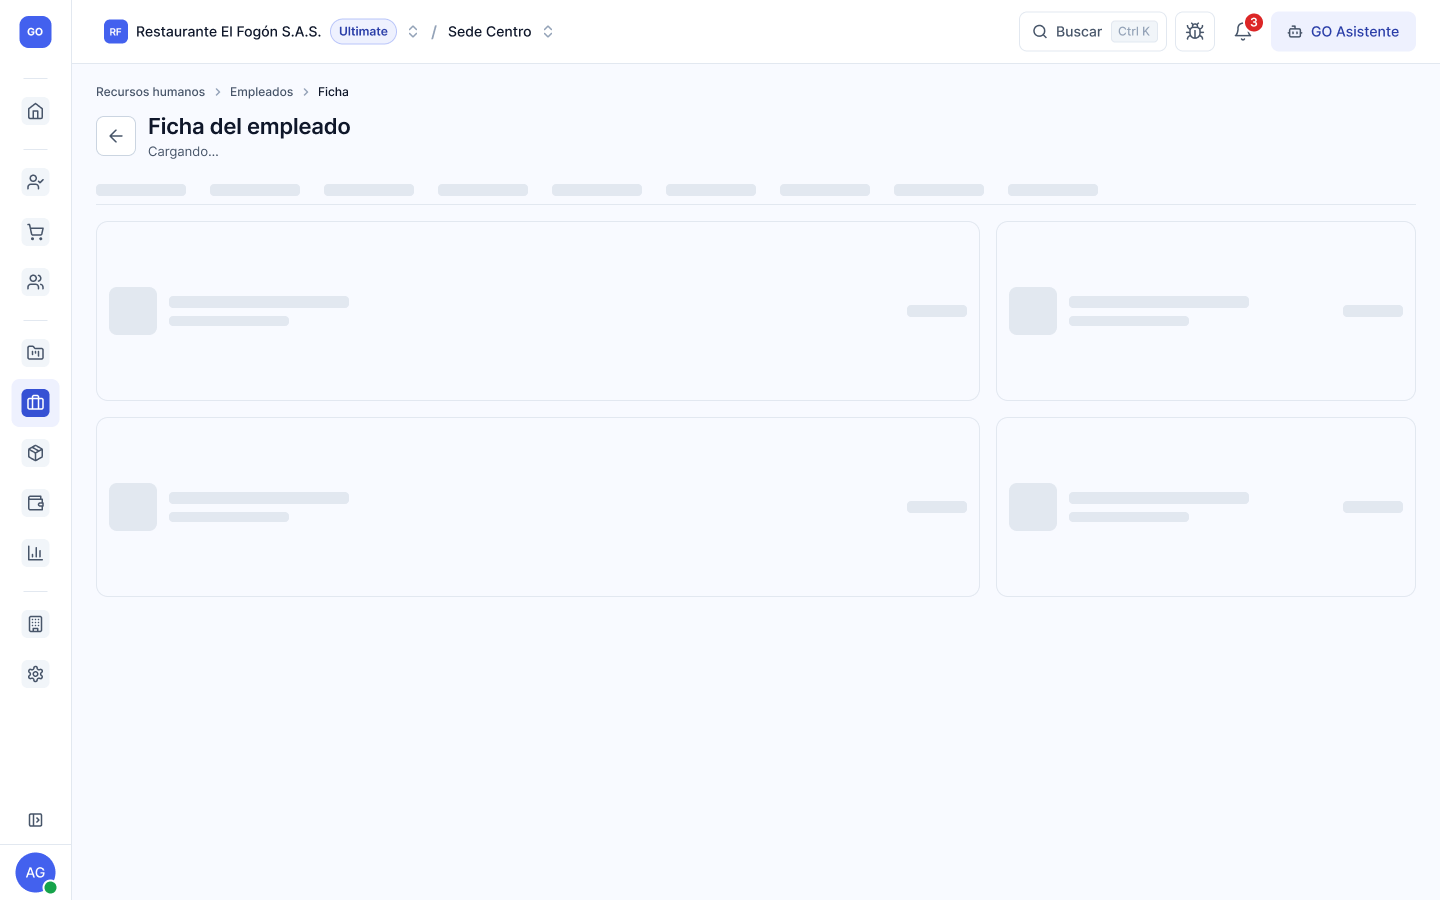 GO
RF Restaurante El Fogón S.A.S. Ultimate / Sede Centro
Buscar Ctrl K
3
GO Asistente
Recursos humanos Empleados Ficha
Ficha del empleado
Cargando...
AG